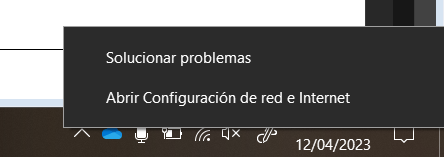 Solucionar problemas
Abrir Configuración de red e Internet
12/04/2023